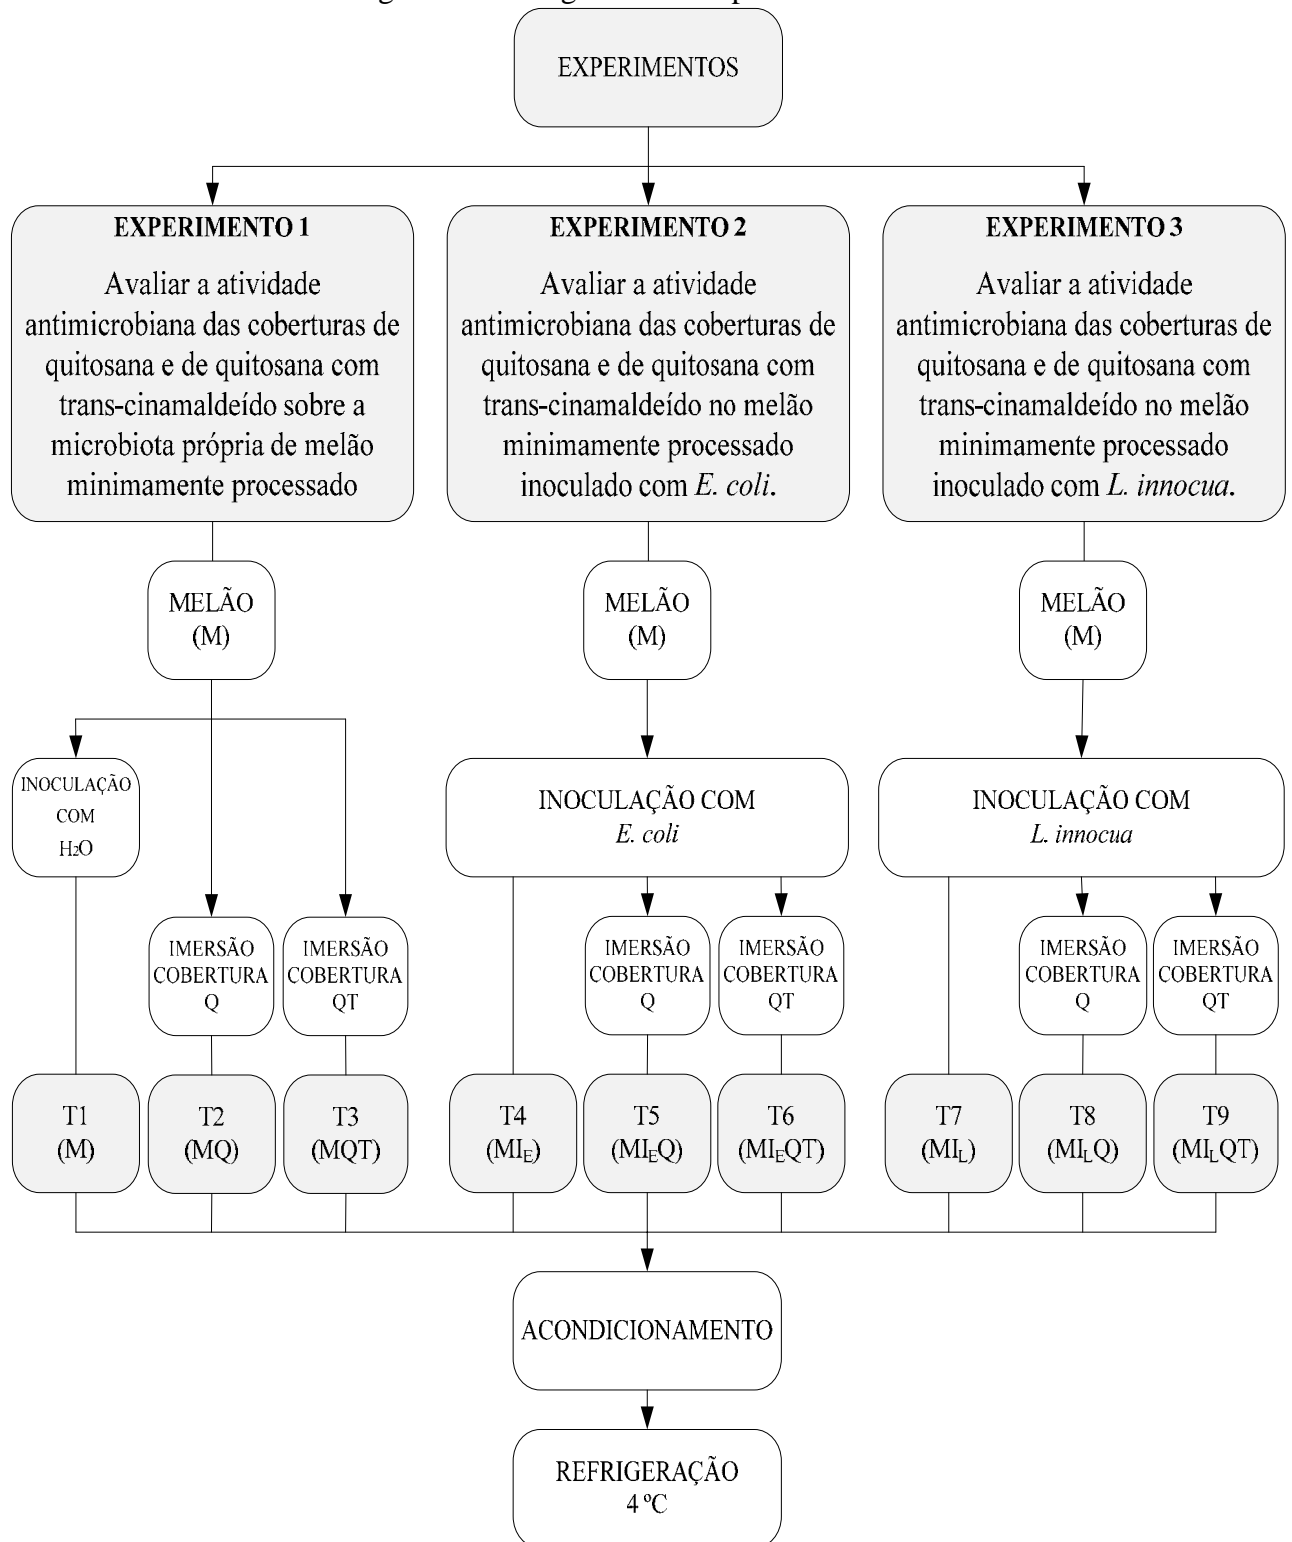 EXPERIMENTOS
EXPERIMENTO 1
Avaliar a atividade
antimicrobiana das coberturas de
quitosana e de quitosana com
trans-cinamaldeído sobre a
microbiota própria de melão
minimamente processado
EXPERIMENTO 2
Avaliar a atividade
antimicrobiana das coberturas de
quitosana e de quitosana com
trans-cinamaldeído no melão
minimamente processado
inoculado com E. coli.
EXPERIMENTO 3
Avaliar a atividade
antimicrobiana das coberturas de
quitosana e de quitosana com
trans-cinamaldeído no melão
minimamente processado
inoculado com L. innocua.
MELÃO
(M)
MELÃO
(M)
MELÃO
(M)
INOCULAÇÃO
COM
H2O
INOCULAÇÃO COM
E. coli
INOCULAÇÃO COM
L. innocua
IMERSÃO
COBERTURA
Q
IMERSÃO
COBERTURA
QT
IMERSÃO
COBERTURA
Q
IMERSÃO
COBERTURA
QT
IMERSÃO
COBERTURA
Q
IMERSÃO
COBERTURA
QT
T1
(M)
T2
(MQ)
T3
(MQT)
T4
(MIE)
T5
(MIEQ)
T6
(MIEQT)
T7
(MIL)
T8
(MILQ)
T9
(MILQT)
ACONDICIONAMENTO
REFRIGERAÇÃO
4 ºC